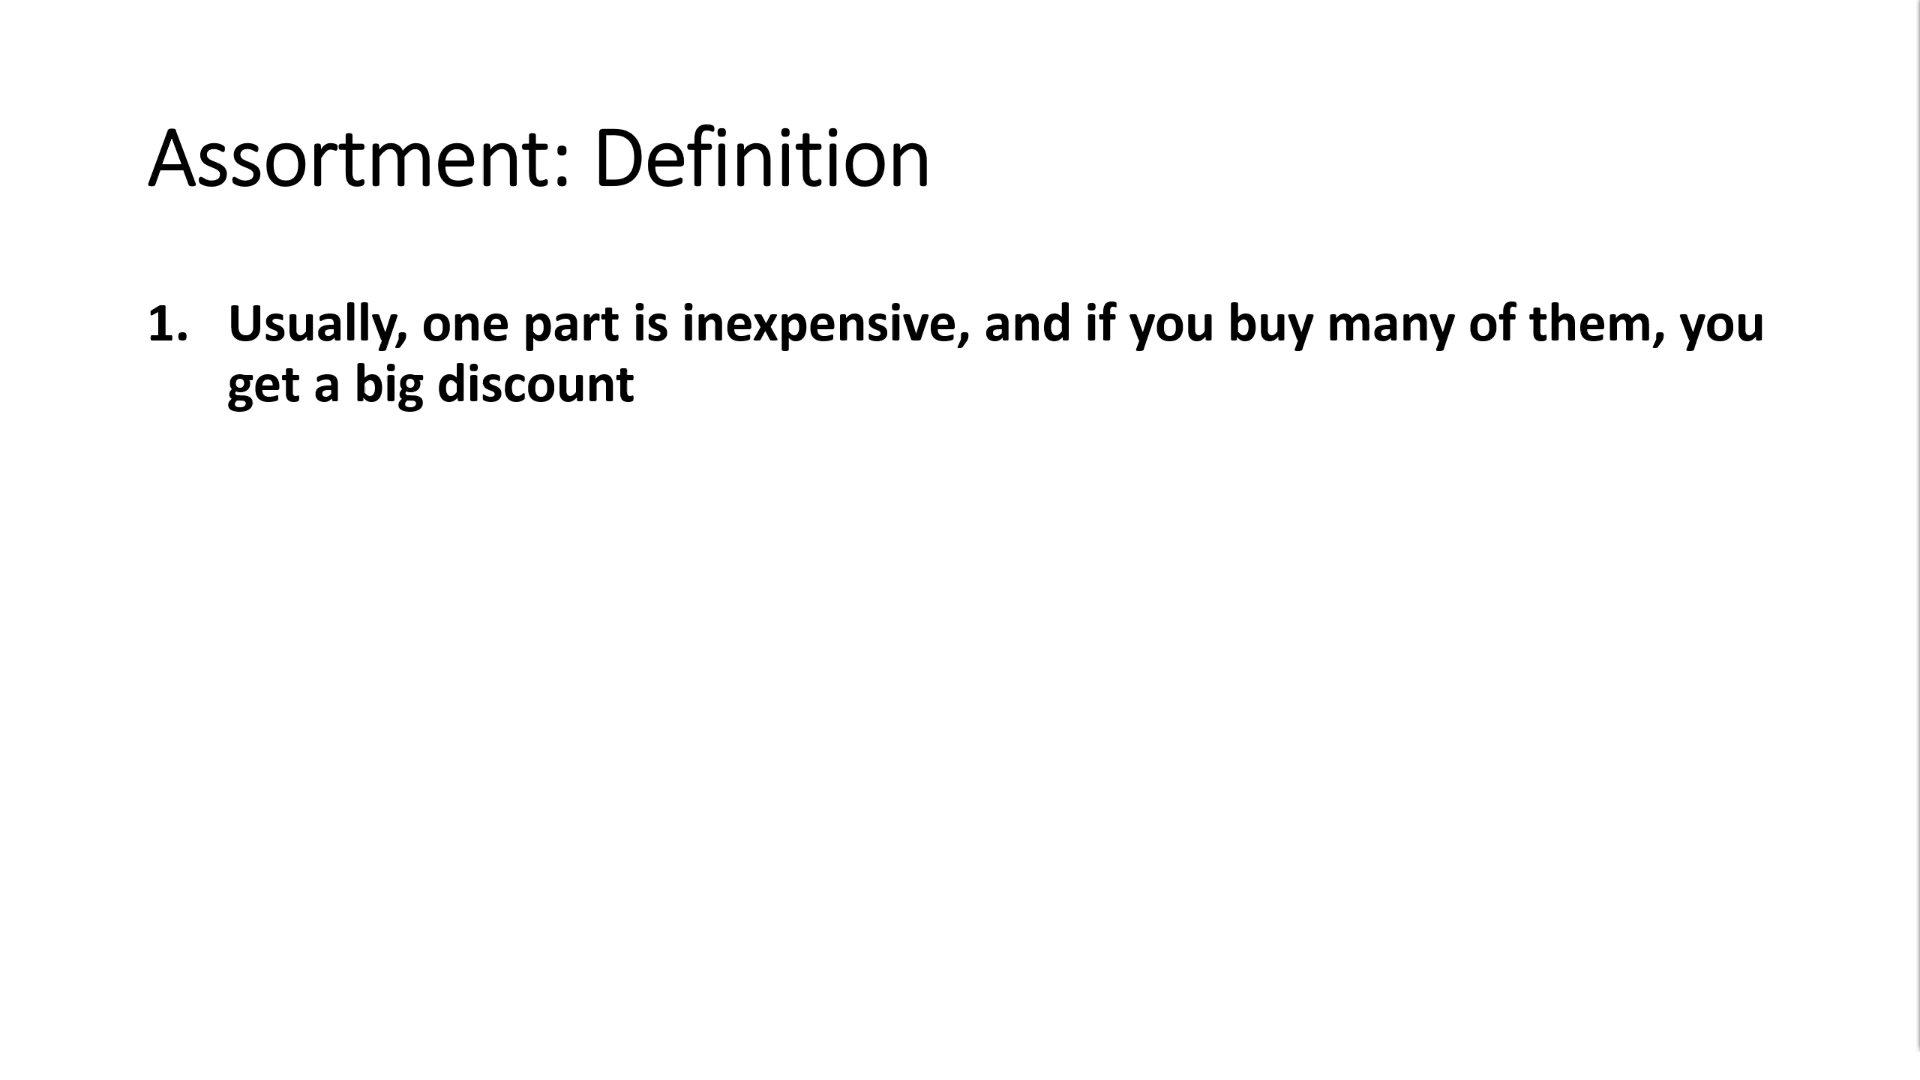 Assortment: Definition
1. Usually, one part is inexpensive, and if you buy many of them, you
get a big discount